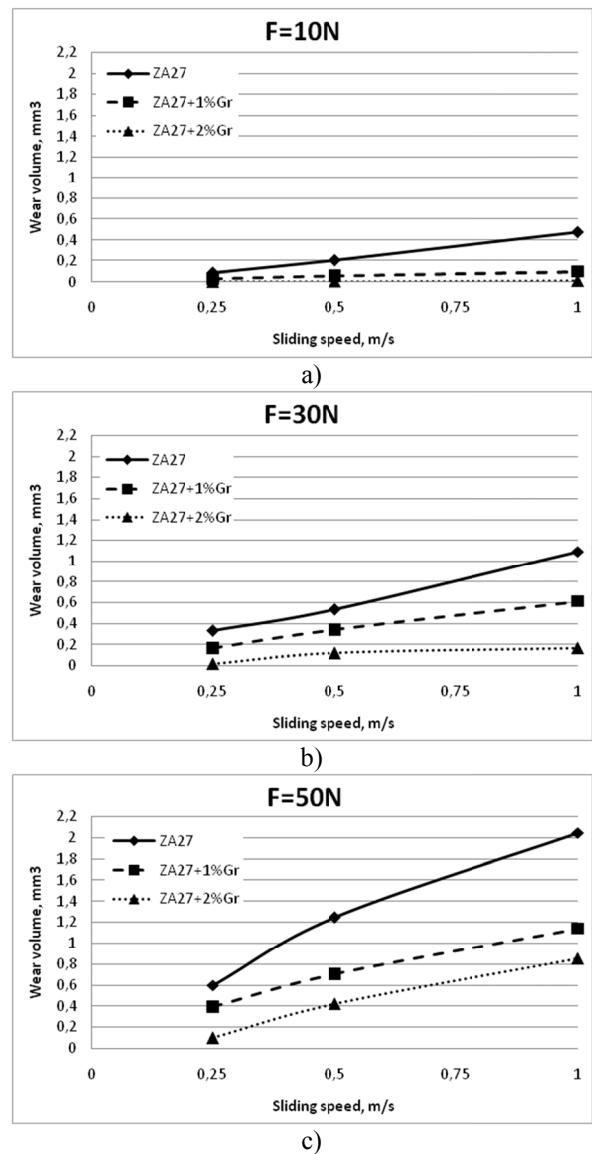 F=10N
2,2
2
1,8
1,6
1,4
1,2
1
0,8
0,6
0,4
0,2
0
Wear volume, mm3
ZA27
ZA27+1%Gr
ZA27+2%Gr
0 0,25 0,5 0,75 1
Sliding speed, m/s
a)
F=30N
2,2
2
1,8
1,6
1,4
1,2
1
0,8
0,6
0,4
0,2
0
Wear volume, mm3
ZA27
ZA27+1%Gr
ZA27+2%Gr
0 0,25 0,5 0,75 1
Sliding speed, m/s
b)
F=50N
2,2
2
1,8
1,6
1,4
1,2
1
0,8
0,6
0,4
0,2
0
Wear volume, mm3
ZA27
ZA27+1%Gr
ZA27+2%Gr
0 0,25 0,5 0,75 1
Sliding speed, m/s
c)